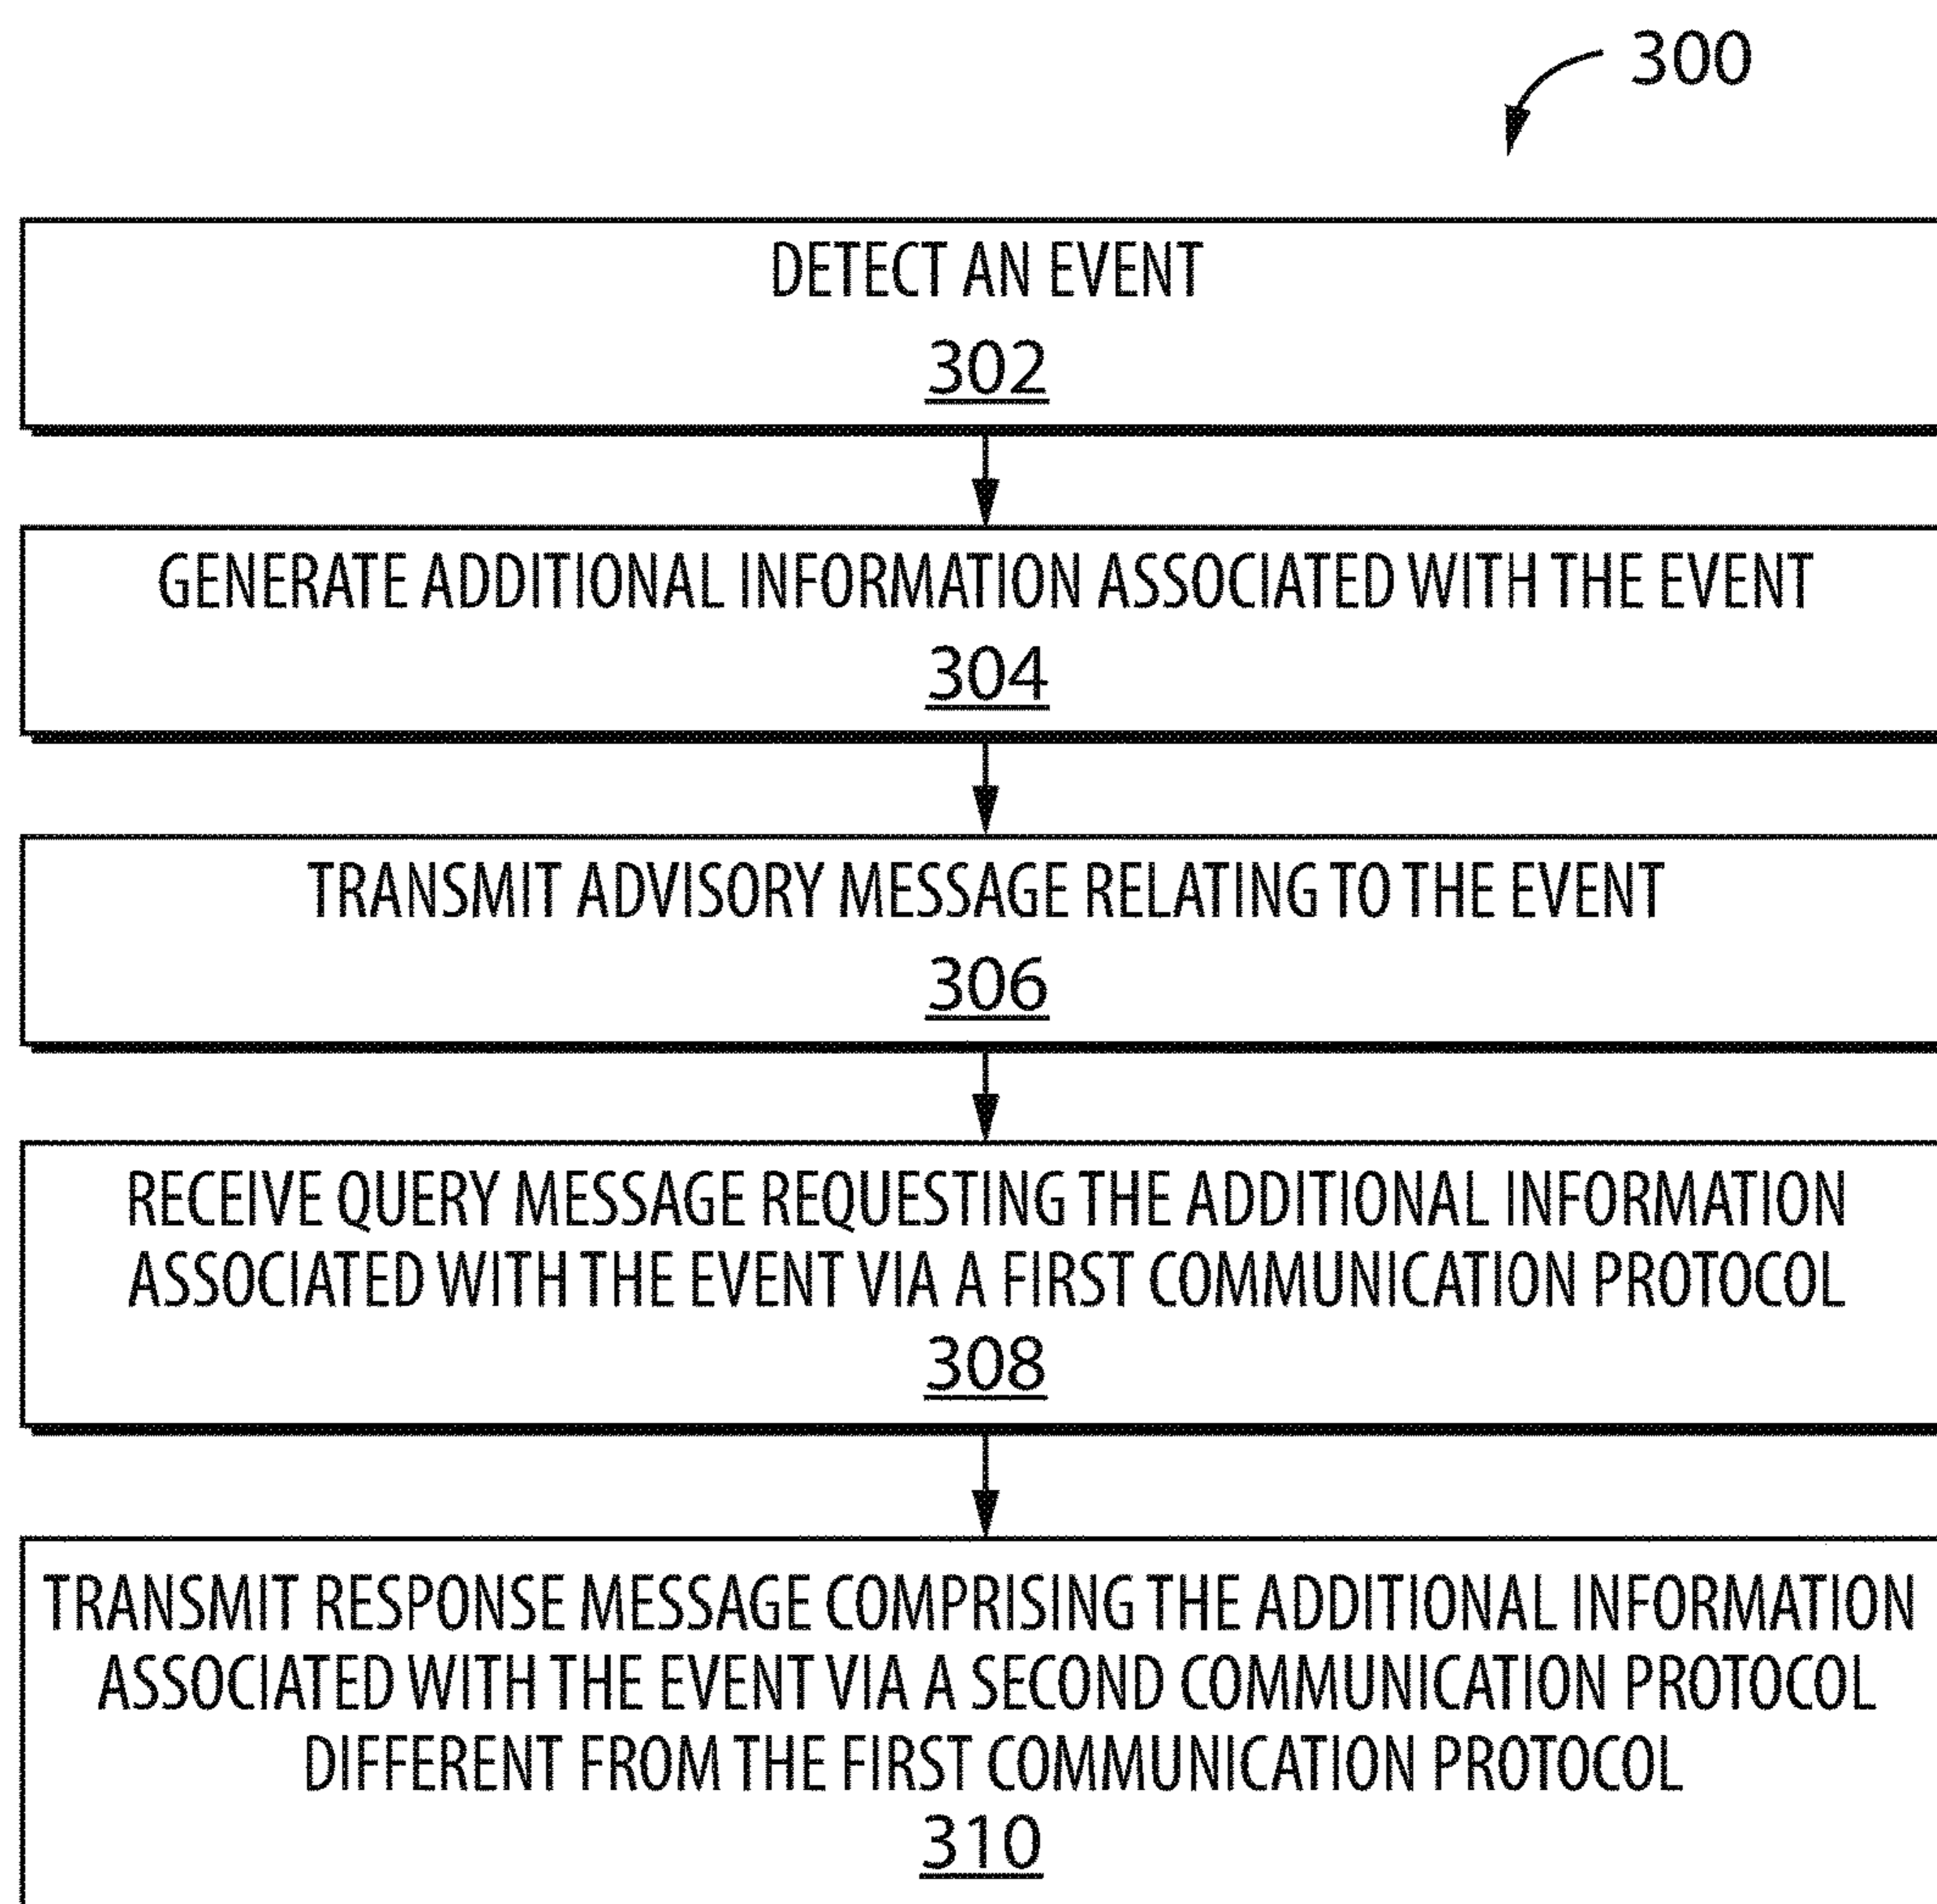 300
DETECT AN EVENT
302
GENERATE ADDITIONAL INFORMATION ASSOCIATED WITH THE EVENT
304
TRANSMIT ADVISORY MESSAGE RELATING TO THE EVENT
306
RECEIVE QUERY MESSAGE REQUESTING THE ADDITIONAL INFORMATION
ASSOCIATED WITH THE EVENT VIA A FIRST COMMUNICATION PROTOCOL
308
TRANSMIT RESPONSE MESSAGE COMPRISING THE ADDITIONAL INFORMATION
ASSOCIATED WITH THE EVENT VIA A SECOND COMMUNICATION PROTOCOL
DIFFERENT FROM THE FIRST COMMUNICATION PROTOCOL
310